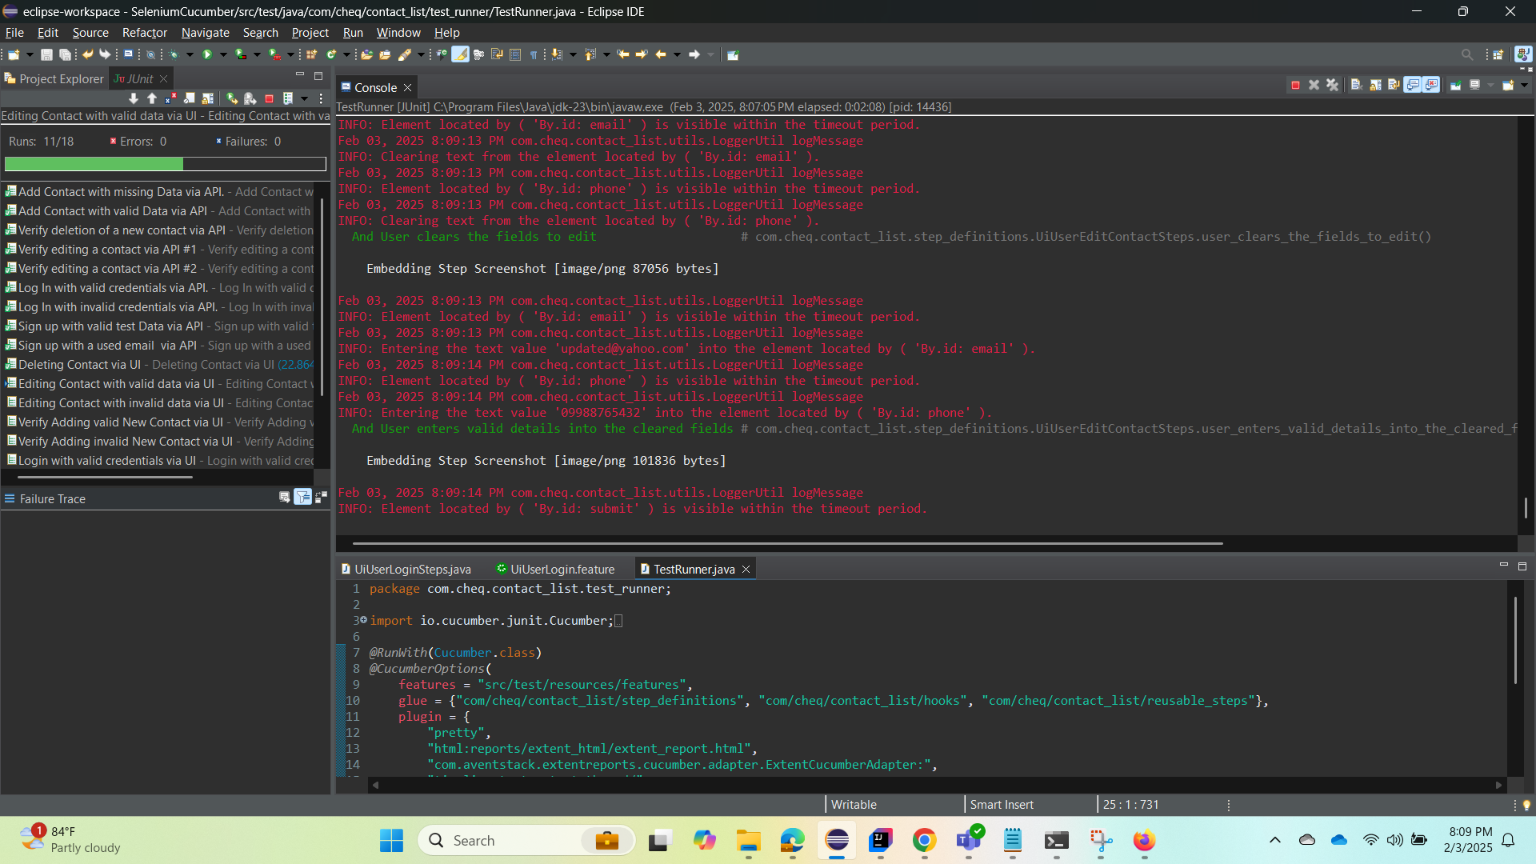 eclipse-workspace - SeleniumCucumber/src/test/java/com/cheq/contact_list/test_runner/TestRunner.java - Eclipse IDE
File Edit Source Refactor Navigate Search Project Run Window Help
Project Explorer JUnit
Console
TestRunner [JUnit] C:\Program Files\Java\jdk-23\bin\javaw.exe (Feb 3, 2025, 8:07:05 PM elapsed: 0:02:08) [pid: 14436]
Editing Contact with valid data via UI - Editing Contact with va
Runs: 11/18 Errors: 0 Failures: 0
Add Contact with missing Data via API. - Add Contact w
Add Contact with valid Data via API - Add Contact with
Verify deletion of a new contact via API - Verify deletion
Verify editing a contact via API #1 - Verify editing a cont
Verify editing a contact via API #2 - Verify editing a cont
Log In with valid credentials via API. - Log In with valid c
Log In with invalid credentials via API. - Log In with inva
Sign up with valid test Data via API - Sign up with valid
Sign up with a used email via API - Sign up with a used
Deleting Contact via UI - Deleting Contact via UI (22.864
Editing Contact with valid data via UI - Editing Contact
Editing Contact with invalid data via UI - Editing Contac
Verify Adding valid New Contact via UI - Verify Adding
Verify Adding invalid New Contact via UI - Verify Adding
Login with valid credentials via UI - Login with valid cre
Failure Trace
INFO: Element located by ( 'By.id: email' ) is visible within the timeout period.
Feb 03, 2025 8:09:13 PM com.cheq.contact_list.utils.LoggerUtil logMessage
INFO: Clearing text from the element located by ( 'By.id: email' ).
Feb 03, 2025 8:09:13 PM com.cheq.contact_list.utils.LoggerUtil logMessage
INFO: Element located by ( 'By.id: phone' ) is visible within the timeout period.
Feb 03, 2025 8:09:13 PM com.cheq.contact_list.utils.LoggerUtil logMessage
INFO: Clearing text from the element located by ( 'By.id: phone' ).
And User clears the fields to edit # com.cheq.contact_list.step_definitions.UiUserEditContactSteps.user_clears_the_fields_to_edit()
Embedding Step Screenshot [image/png 87056 bytes]
Feb 03, 2025 8:09:13 PM com.cheq.contact_list.utils.LoggerUtil logMessage
INFO: Element located by ( 'By.id: email' ) is visible within the timeout period.
Feb 03, 2025 8:09:13 PM com.cheq.contact_list.utils.LoggerUtil logMessage
INFO: Entering the text value 'updated@yahoo.com' into the element located by ( 'By.id: email' ).
Feb 03, 2025 8:09:14 PM com.cheq.contact_list.utils.LoggerUtil logMessage
INFO: Element located by ( 'By.id: phone' ) is visible within the timeout period.
Feb 03, 2025 8:09:14 PM com.cheq.contact_list.utils.LoggerUtil logMessage
INFO: Entering the text value '09988765432' into the element located by ( 'By.id: phone' ).
And User enters valid details into the cleared fields # com.cheq.contact_list.step_definitions.UiUserEditContactSteps.user_enters_valid_details_into_the_cleared_f
Embedding Step Screenshot [image/png 101836 bytes]
Feb 03, 2025 8:09:14 PM com.cheq.contact_list.utils.LoggerUtil logMessage
INFO: Element located by ( 'By.id: submit' ) is visible within the timeout period.
UiUserLoginSteps.java UiUserLogin.feature TestRunner.java
1 package com.cheq.contact_list.test_runner;
2
3 import io.cucumber.junit.Cucumber;
6
7 @RunWith(Cucumber.class)
8 @CucumberOptions(
9 features = "src/test/resources/features",
10 glue = {"com/cheq/contact_list/step_definitions", "com/cheq/contact_list/hooks", "com/cheq/contact_list/reusable_steps"},
11 plugin = {
12 "pretty",
13 "html:reports/extent_html/extent_report.html",
14 "com.aventstack.extentreports.cucumber.adapter.ExtentCucumberAdapter:",
Writable Smart Insert 25 : 1 : 731
1 84°F
Partly cloudy
Search
8:09 PM
2/3/2025